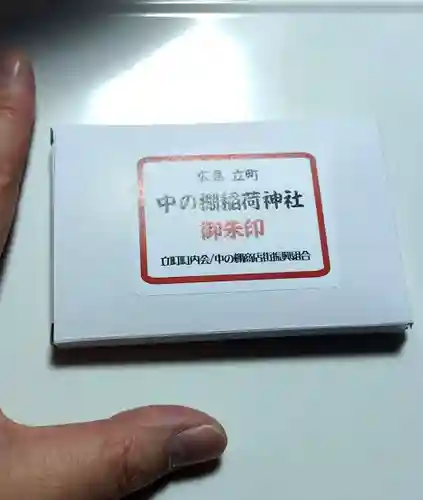 広島 立町
中の棚稲荷神社
御朱印
立町町内会/中の棚商店街振興組合